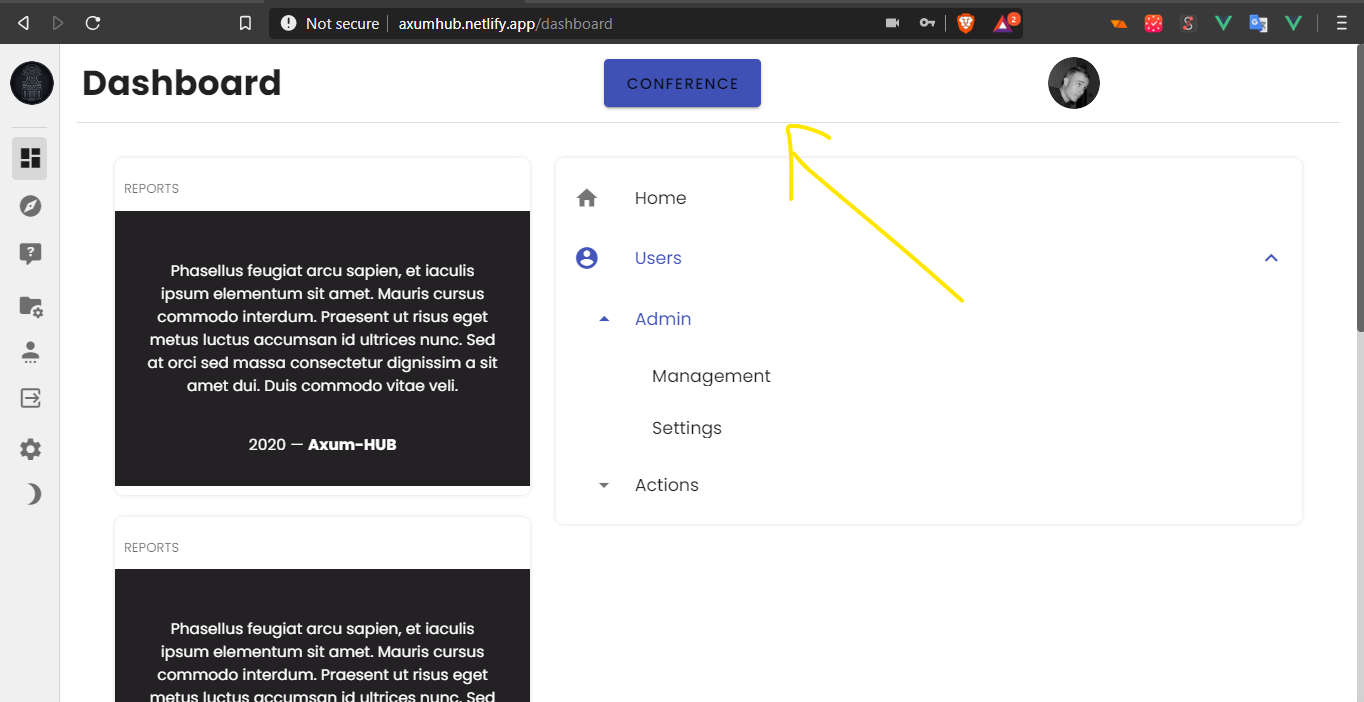 Not secure axumhub.netlify.app/dashboard 2
Dashboard CONFERENCE
REPORTS
Phasellus feugiat arcu sapien, et iaculis
ipsum elementum sit amet. Mauris cursus
commodo interdum. Praesent ut risus eget
metus luctus accumsan id ultrices nunc. Sed
at orci sed massa consectetur dignissim a sit
amet dui. Duis commodo vitae veli.
2020 — Axum-HUB
Home
Users
Admin
Management
Settings
Actions
REPORTS
Phasellus feugiat arcu sapien, et iaculis
ipsum elementum sit amet. Mauris cursus
commodo interdum. Praesent ut risus eget
metus luctus accumsan id ultrices nunc. Sed